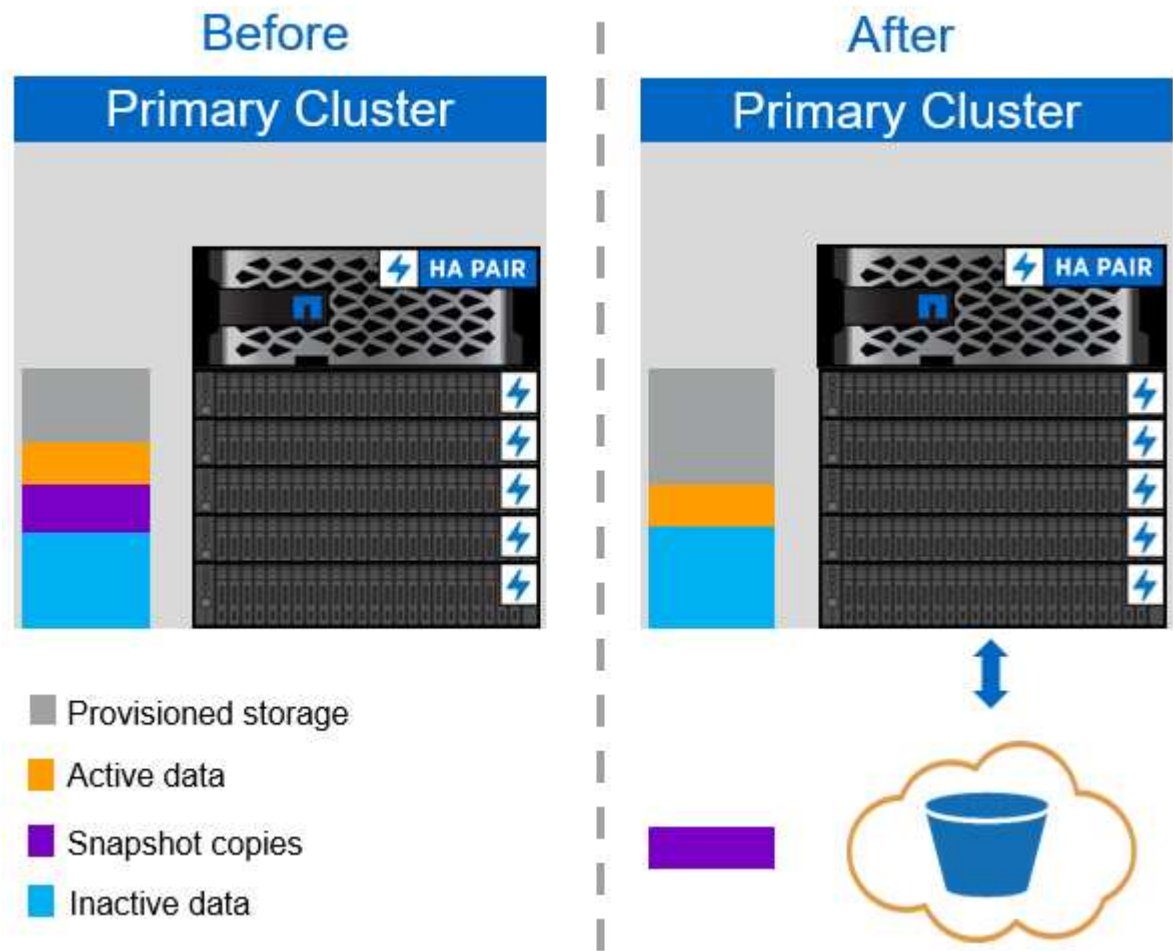 Before
After
Primary Cluster
Primary Cluster
HA PAIR
HA PAIR
Provisioned storage
Active data
Snapshot copies
Inactive data